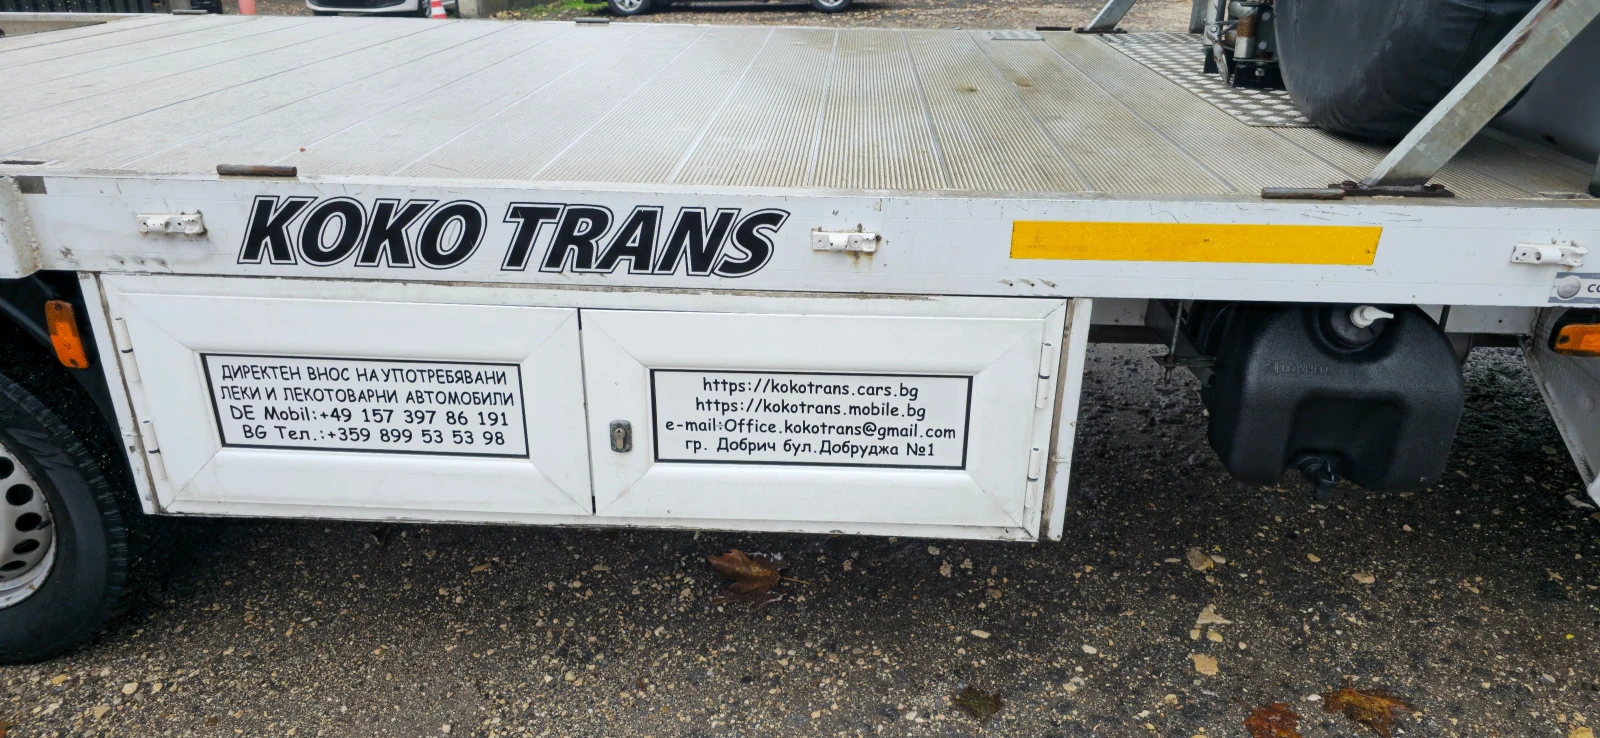 KOKO TRANS
ДИРЕКТЕН ВНОС НА УПОТРЕБЯВАНИ
ЛЕКИ И ЛЕКОТОВАРНИ АВТОМОБИЛИ
DE Mobil:+49 157 397 86 191
BG Тел.:+359 899 53 53 98
https://kokotrans.cars.bg
https://kokotrans.mobile.bg
e-mail:Office.kokotrans@gmail.com
гр. Добрич бул.Добруджа №1